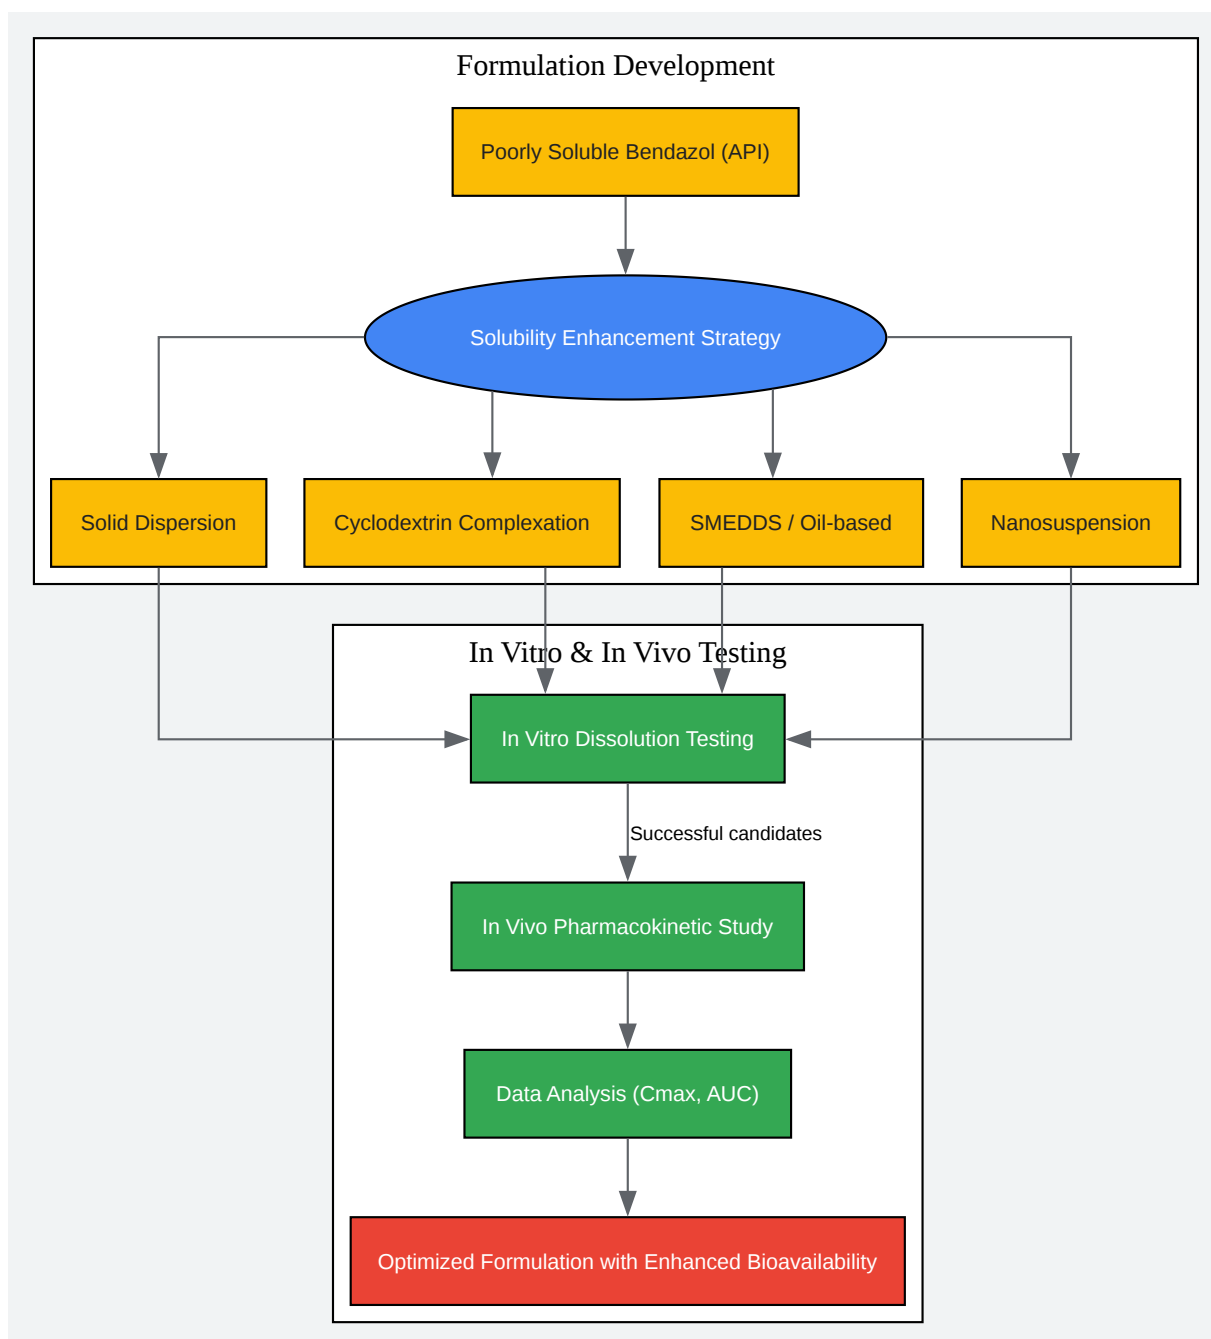 Formulation Development
Poorly Soluble Bendazol (API)
Solubility Enhancement Strategy
Solid Dispersion
Cyclodextrin Complexation
SMEDDS / Oil-based
Nanosuspension
In Vitro & In Vivo Testing
In Vitro Dissolution Testing
Successful candidates
In Vivo Pharmacokinetic Study
Data Analysis (Cmax, AUC)
Optimized Formulation with Enhanced Bioavailability